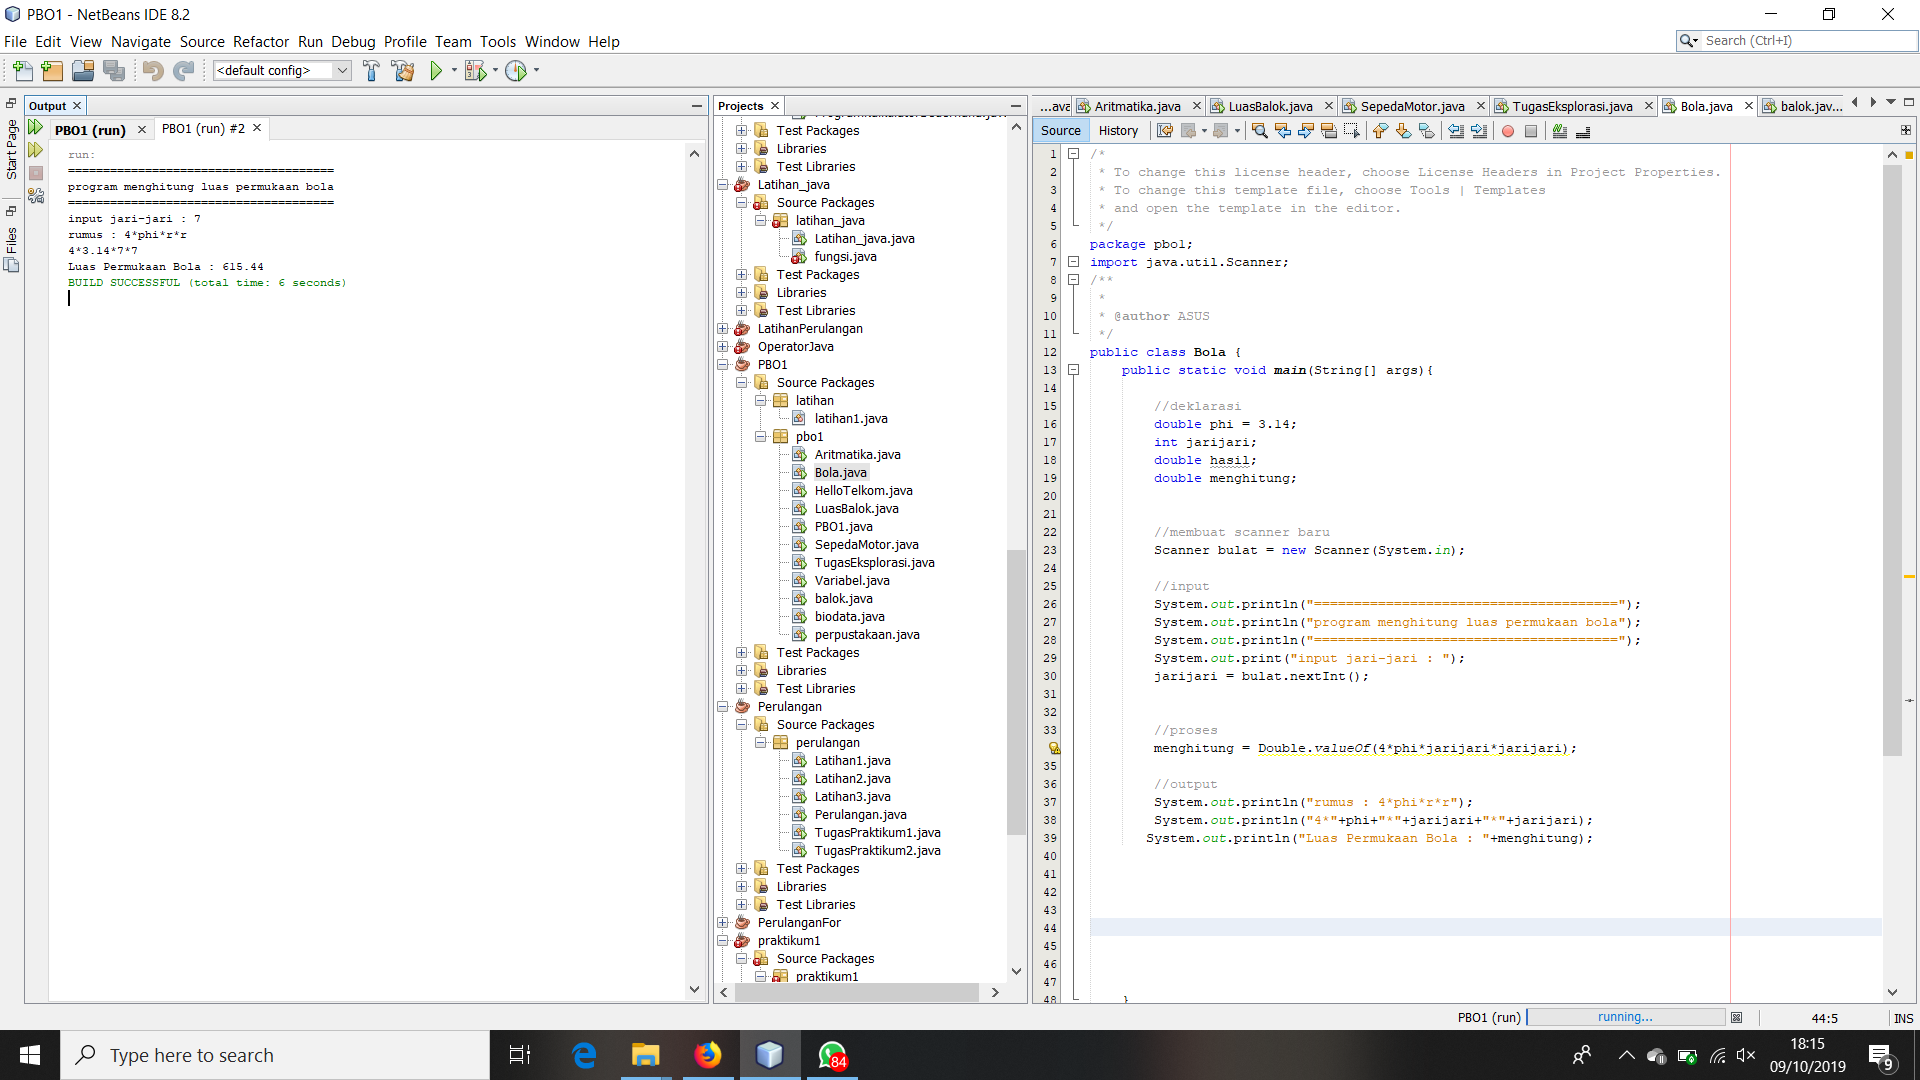 PBO1 - NetBeans IDE 8.2
File Edit View Navigate Source Refactor Run Debug Profile Team Tools Window Help
Search (Ctrl+I)
<default config>
Start Page
Files
Output
PBO1 (run)
PBO1 (run) #2
run:
======================================
program menghitung luas permukaan bola
======================================
input jari-jari : 7
rumus : 4*phi*r*r
4*3.14*7*7
Luas Permukaan Bola : 615.44
BUILD SUCCESSFUL (total time: 6 seconds)
Projects
Test Packages
Libraries
Test Libraries
Latihan_java
Source Packages
latihan_java
Latihan_java.java
fungsi.java
Test Packages
Libraries
Test Libraries
LatihanPerulangan
OperatorJava
PBO1
Source Packages
latihan
latihan1.java
pbo1
Aritmatika.java
Bola.java
HelloTelkom.java
LuasBalok.java
PBO1.java
SepedaMotor.java
TugasEksplorasi.java
Variabel.java
balok.java
biodata.java
perpustakaan.java
Test Packages
Libraries
Test Libraries
Perulangan
Source Packages
perulangan
Latihan1.java
Latihan2.java
Latihan3.java
Perulangan.java
TugasPraktikum1.java
TugasPraktikum2.java
Test Packages
Libraries
Test Libraries
PerulanganFor
praktikum1
Source Packages
praktikum1
...ava Aritmatika.java LuasBalok.java SepedaMotor.java TugasEksplorasi.java Bola.java balok.jav...
Source History
1 /*
2 * To change this license header, choose License Headers in Project Properties.
3 * To change this template file, choose Tools | Templates
4 * and open the template in the editor.
5 */
6 package pbo1;
7 import java.util.Scanner;
8 /**
9 *
10 * @author ASUS
11 */
12 public class Bola {
13 public static void main(String[] args){
14
15 //deklarasi
16 double phi = 3.14;
17 int jarijari;
18 double hasil;
19 double menghitung;
20
21
22 //membuat scanner baru
23 Scanner bulat = new Scanner(System.in);
24
25 //input
26 System.out.println("======================================");
27 System.out.println("program menghitung luas permukaan bola");
28 System.out.println("======================================");
29 System.out.print("input jari-jari : ");
30 jarijari = bulat.nextInt();
31
32
33 //proses
menghitung = Double.valueOf(4*phi*jarijari*jarijari);
35
36 //output
37 System.out.println("rumus : 4*phi*r*r");
38 System.out.println("4*"+phi+"*"+jarijari+"*"+jarijari);
39 System.out.println("Luas Permukaan Bola : "+menghitung);
40
41
42
43
44
45
46
47
48 }
PBO1 (run) running... 44:5 INS
Type here to search
84
18:15
09/10/2019
9